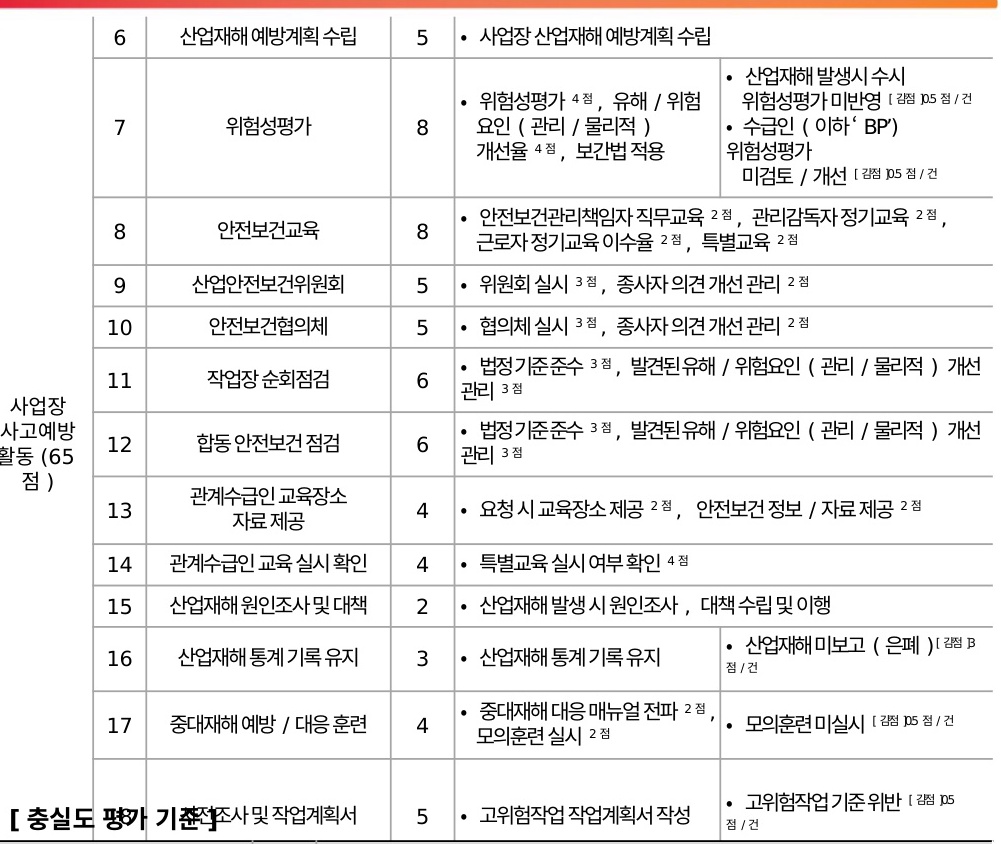 6 산업재해 예방계획 수립 5 • 사업장 산업재해 예방계획 수립
7 위험성평가 8
• 위험성평가 4점, 유해 / 위험
요인 ( 관리 / 물리적 )
개선율 4점, 보간법 적용
• 산업재해 발생시 수시
위험성평가 미반영 [ 감점 ]0.5 점 / 건
• 수급인 ( 이하‘ BP’)
위험성평가
미검토 / 개선 [ 감점 ]0.5 점 / 건
8 안전보건교육 8
• 안전보건관리책임자 직무교육 2점, 관리감독자 정기교육 2점,
근로자 정기교육 이수율 2점, 특별교육 2점
9 산업안전보건위원회 5 • 위원회 실시 3점, 종사자 의견 개선 관리 2점
10 안전보건협의체 5 • 협의체 실시 3점, 종사자 의견 개선 관리 2점
11 작업장 순회점검 6
• 법정기준준수 3점, 발견된유해 / 위험요인 ( 관리 / 물리적 ) 개선
관리 3점
사업장
사고예방
활동 (65
점 )
12 합동 안전보건 점검 6
• 법정기준준수 3점, 발견된유해 / 위험요인 ( 관리 / 물리적 ) 개선
관리 3점
13 관계수급인 교육장소
자료 제공 4 • 요청 시 교육장소 제공 2점, 안전보건 정보 / 자료 제공 2점
14 관계수급인 교육 실시 확인 4 • 특별교육 실시 여부 확인 4점
15 산업재해 원인조사 및 대책 2 • 산업재해 발생 시 원인조사 , 대책 수립 및 이행
16 산업재해 통계 기록 유지 3 • 산업재해 통계 기록 유지
• 산업재해 미보고 ( 은폐 )[ 감점 ]3
점 / 건
17 중대재해 예방 / 대응 훈련 4
• 중대재해 대응 매뉴얼 전파 2점,
모의훈련 실시 2점
• 모의훈련 미실시 [ 감점 ]0.5 점 / 건
18 사전조사 및 작업계획서 5 • 고위험작업 작업계획서 작성
• 고위험작업 기준 위반 [ 감점 ]0.5
점 / 건
[ 충실도 평가 기준 ]